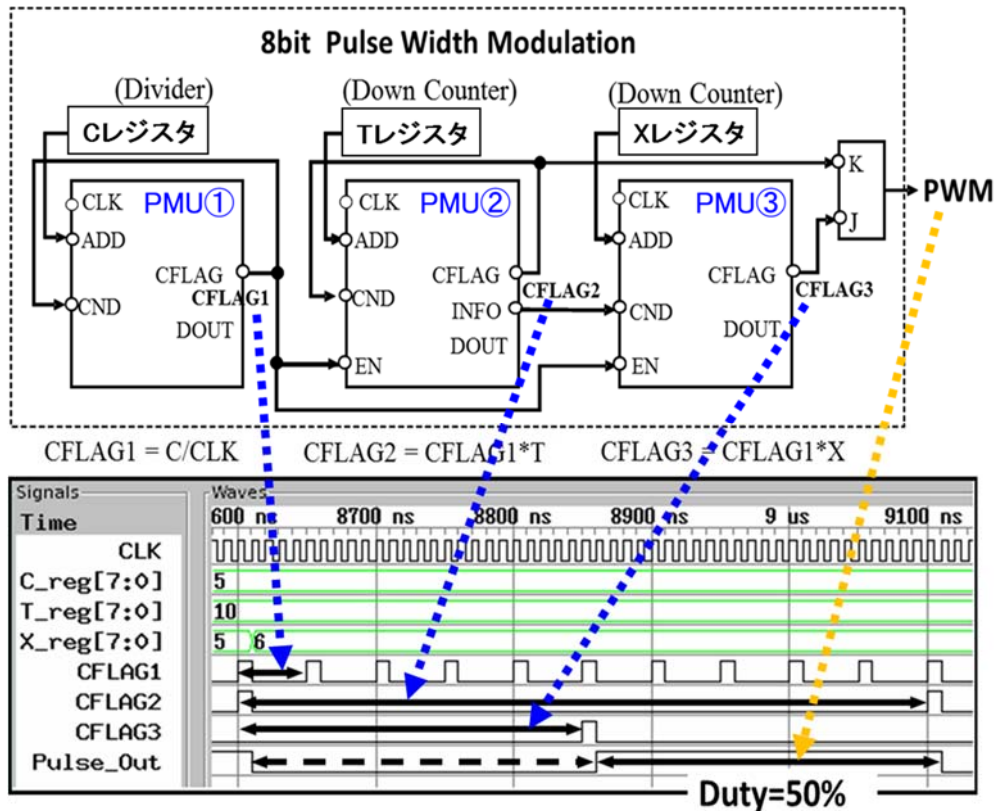 8bit Pulse Width Modulation
(Divider)
(Down Counter)
(Down Counter)
Cレジスタ
Tレジスタ
Xレジスタ
CLK
PMU①
ADD
CFLAG
CFLAG1
CND
DOUT
CLK
PMU②
ADD
CFLAG
CND
CFLAG2
INFO
DOUT
EN
CLK
PMU③
ADD
CFLAG
CFLAG3
CND
DOUT
EN
K
J
PWM
CFLAG1 = C/CLK
CFLAG2 = CFLAG1*T
CFLAG3 = CFLAG1*X
Signals
Waves
Time
600 ns 8700 ns 8800 ns 8900 ns 9 us 9100 ns
CLK
C_reg[7:0] 5
T_reg[7:0] 10
X_reg[7:0] 5 6
CFLAG1
CFLAG2
CFLAG3
Pulse_Out
Duty=50%